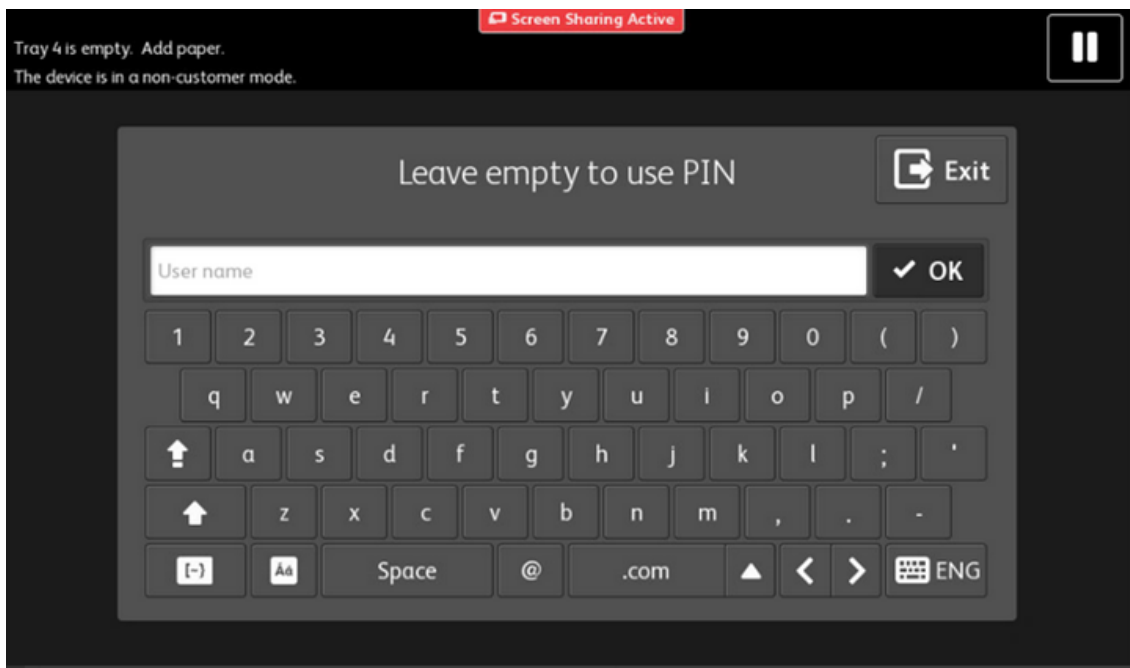 Screen Sharing Active
Tray 4 is empty. Add paper.
The device is in a non-customer mode.
Leave empty to use PIN
Exit
User name
OK
1 2 3 4 5 6 7 8 9 0 ( )
q w e r t y u i o p /
a s d f g h j k l ; '
z x c v b n m , . -
{~} Áá Space @ .com ENG